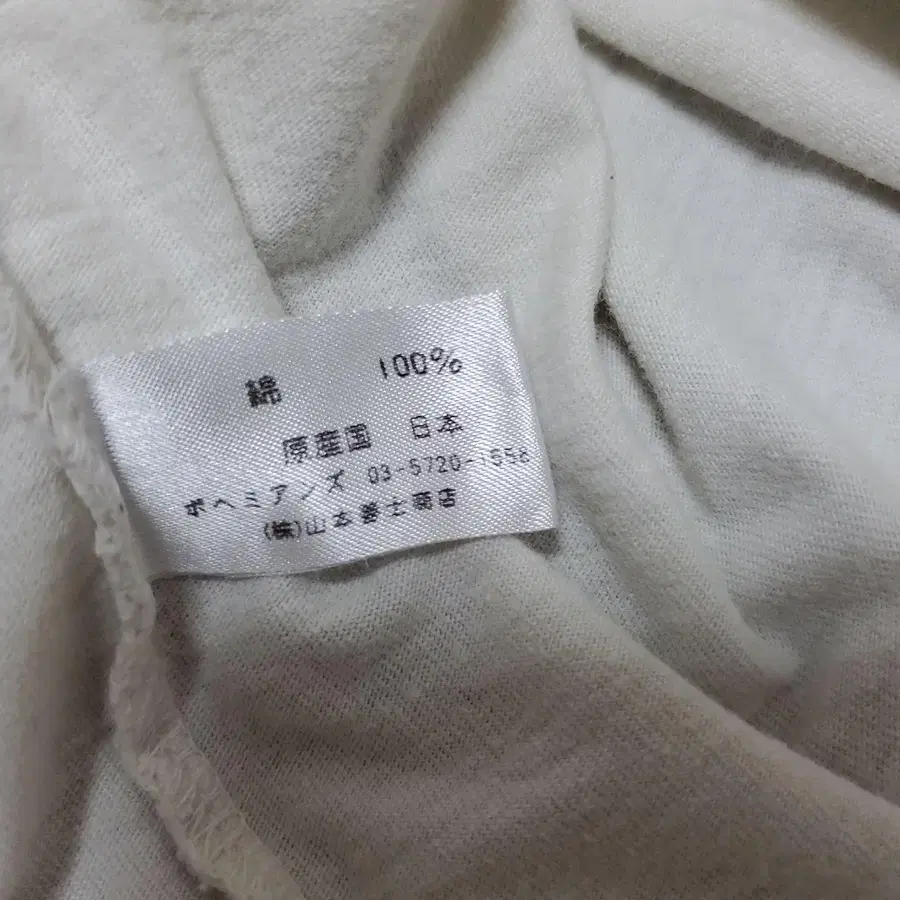 綿 100%
原産国 日本
ボヘミアンズ 03-5720-1558
(株)山本善士商店